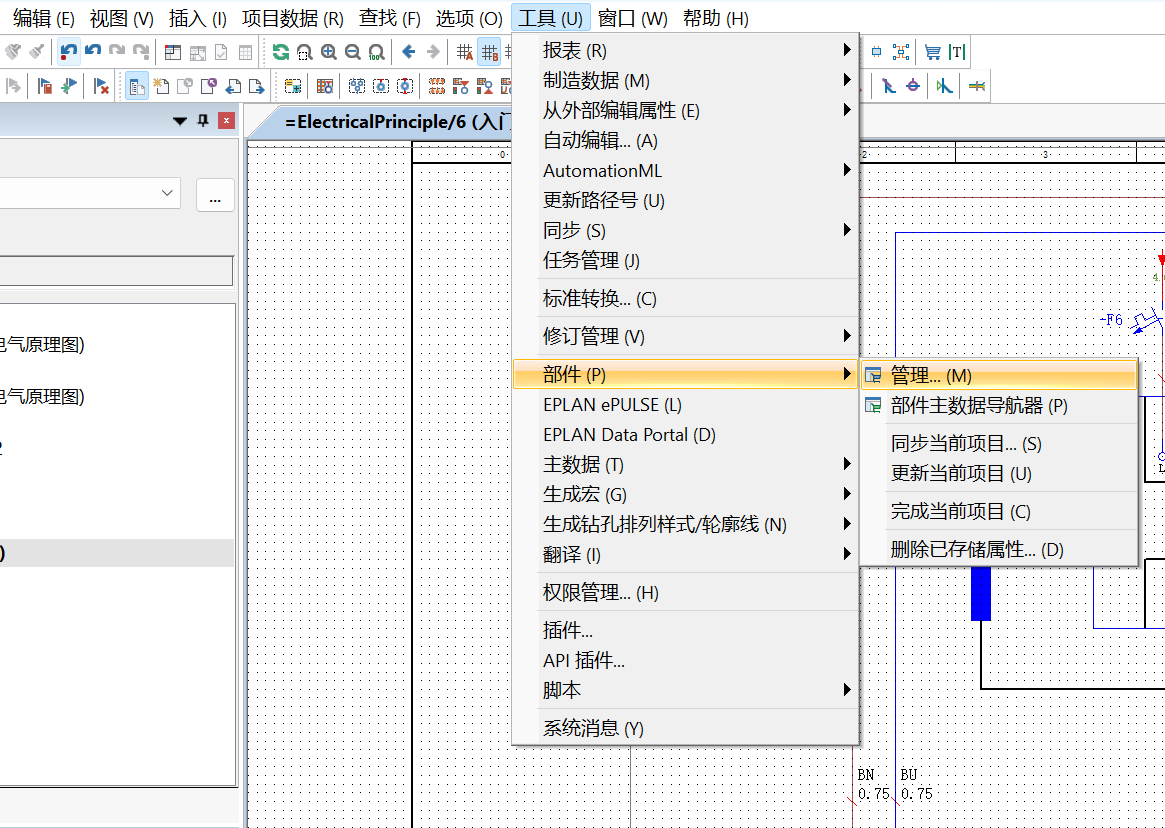 编辑 (E) 视图 (V) 插入 (I) 项目数据 (R) 查找 (F) 选项 (O) 工具 (U) 窗口 (W) 帮助 (H)
=ElectricalPrinciple/6 (入门
...
0
2
3
电气原理图)
电气原理图)
2
)
报表 (R)
制造数据 (M)
从外部编辑属性 (E)
自动编辑... (A)
AutomationML
更新路径号 (U)
同步 (S)
任务管理 (J)
标准转换... (C)
修订管理 (V)
部件 (P)
EPLAN ePULSE (L)
EPLAN Data Portal (D)
主数据 (T)
生成宏 (G)
生成钻孔排列样式/轮廓线 (N)
翻译 (I)
权限管理... (H)
插件...
API 插件...
脚本
系统消息 (Y)
管理... (M)
部件主数据导航器 (P)
同步当前项目... (S)
更新当前项目 (U)
完成当前项目 (C)
删除已存储属性... (D)
-F6
BN BU
0.75 0.75